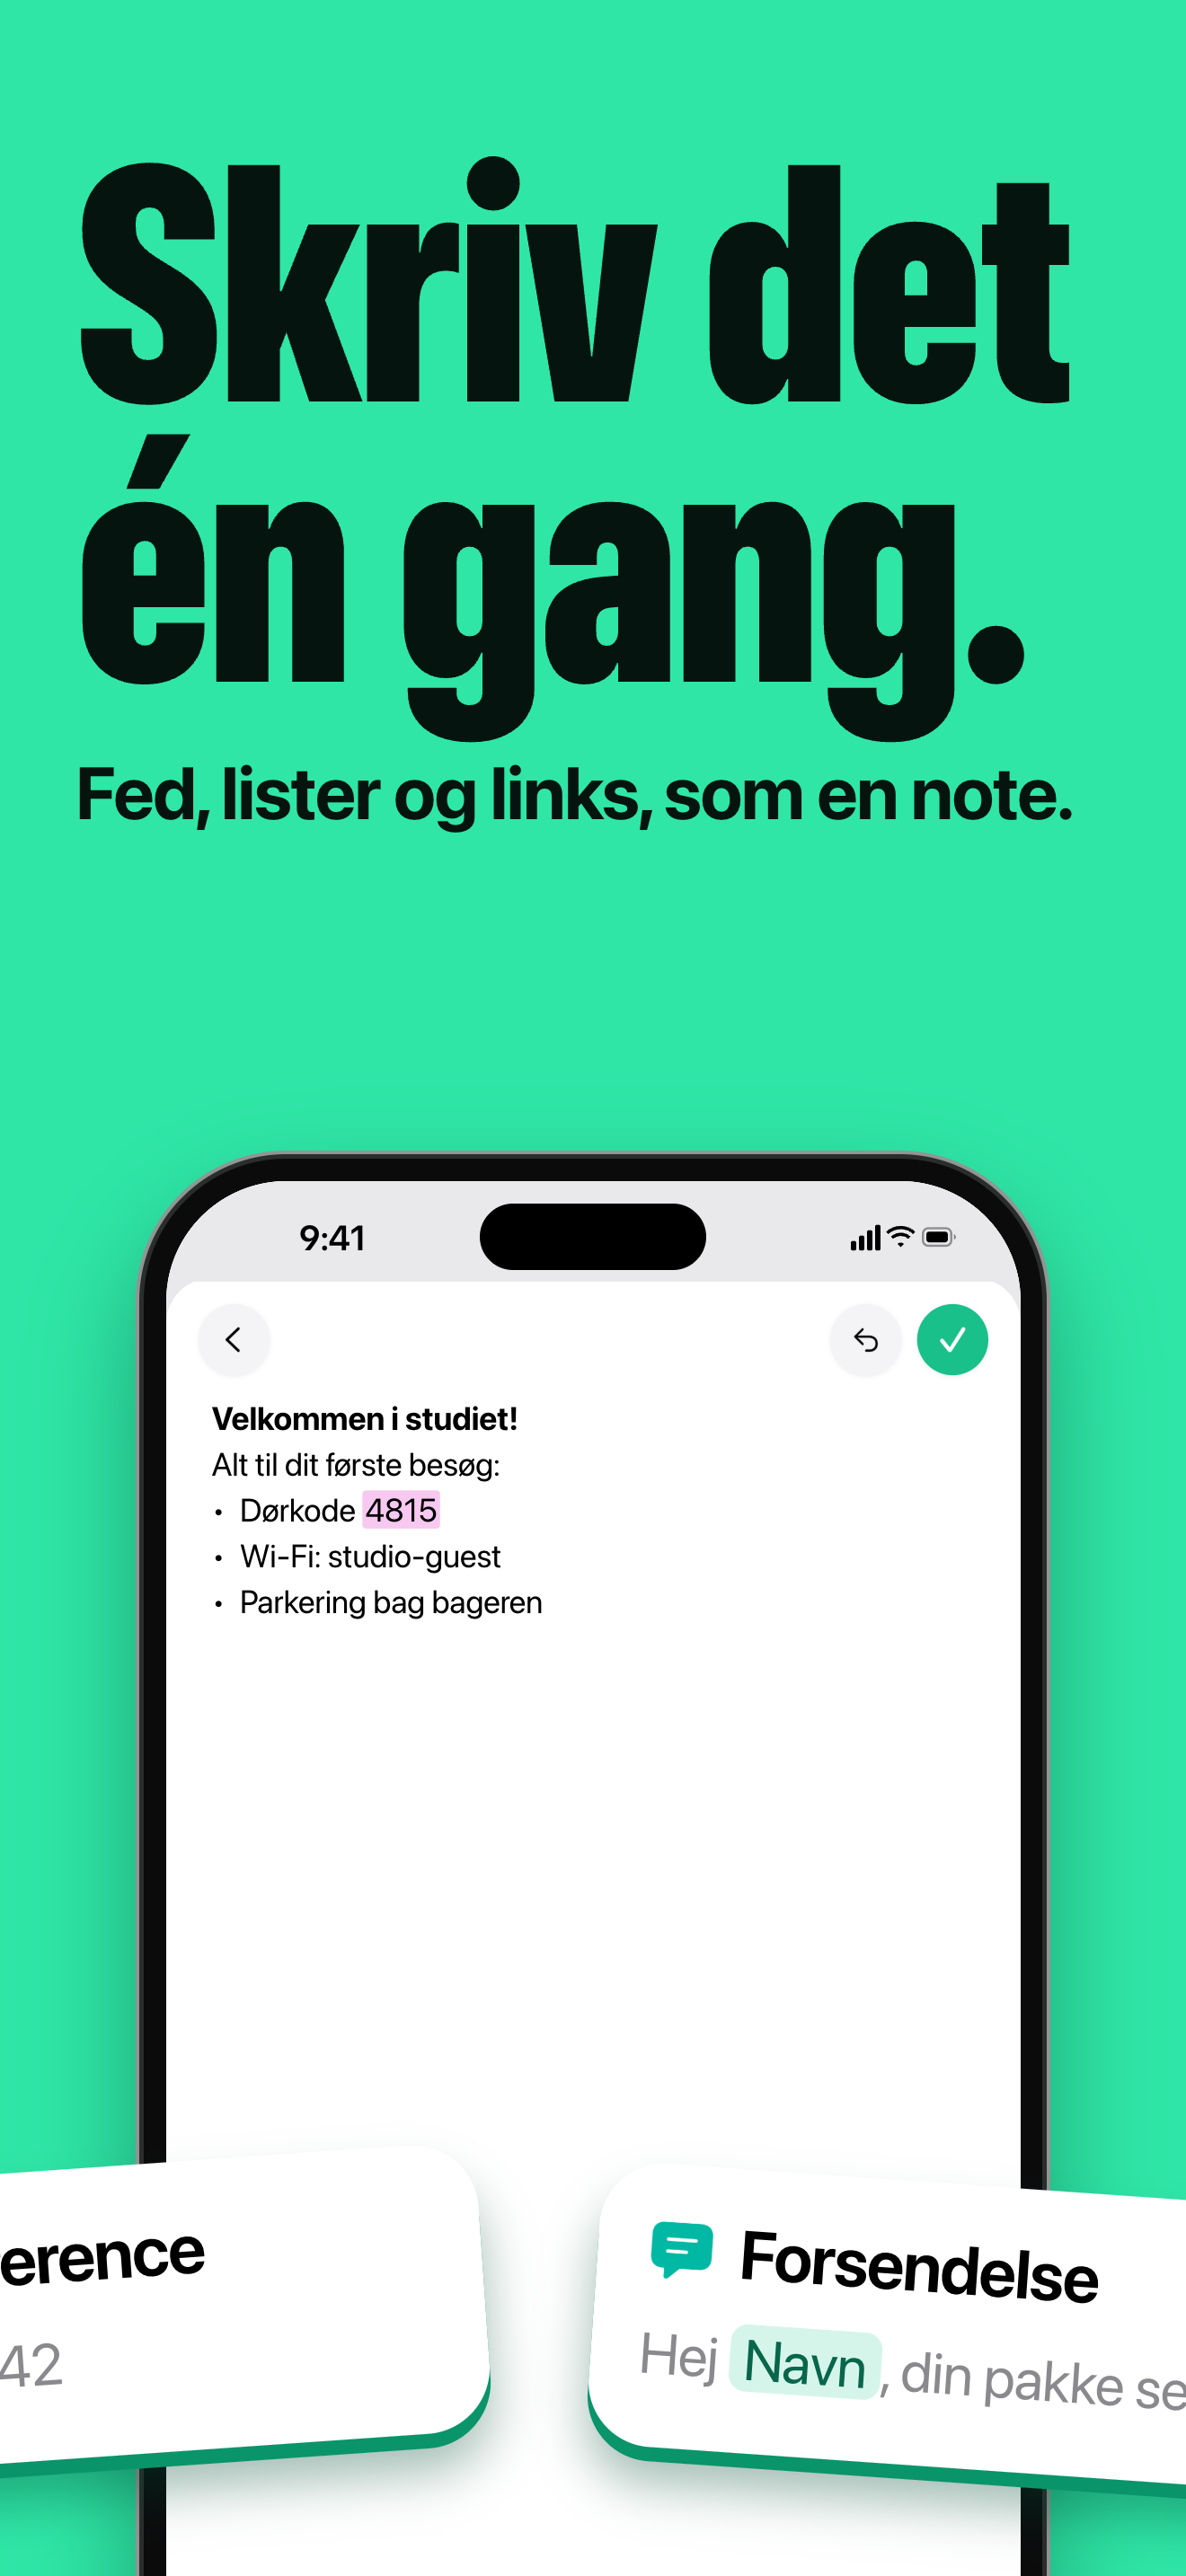 Skriv det
én gang.
Fed, lister og links, som en note.
9:41
Velkommen i studiet!
Alt til dit første besøg:
• Dørkode 4815
• Wi-Fi: studio-guest
• Parkering bag bageren
erence
42
Forsendelse
Hej Navn, din pakke se